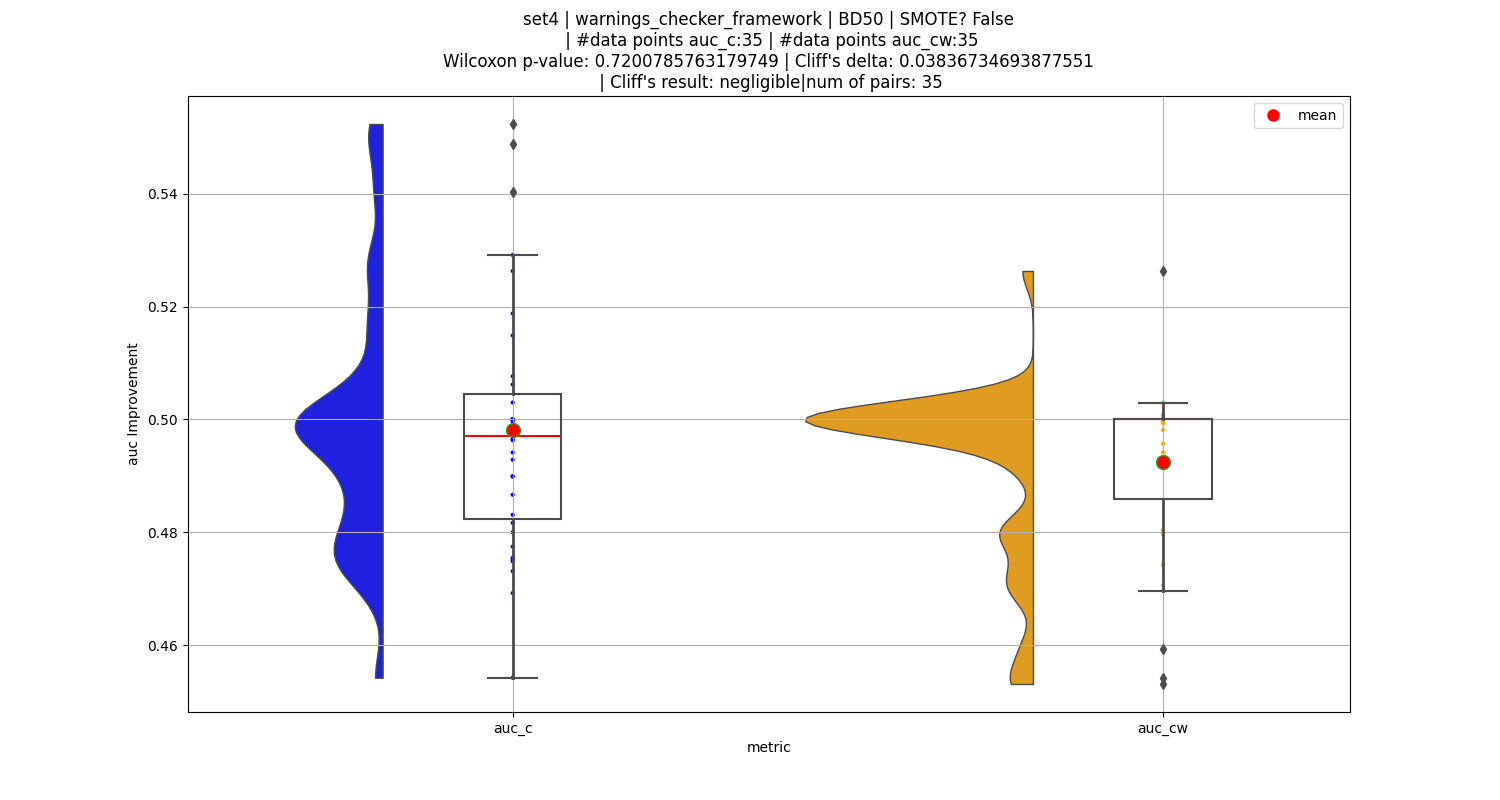 set4 | warnings_checker_framework | BD50 | SMOTE? False
| #data points auc_c:35 | #data points auc_cw:35
Wilcoxon p-value: 0.7200785763179749 | Cliff's delta: 0.03836734693877551
| Cliff's result: negligible|num of pairs: 35
mean
0.54
0.52
0.50
0.48
0.46
auc Improvement
auc_c
auc_cw
metric